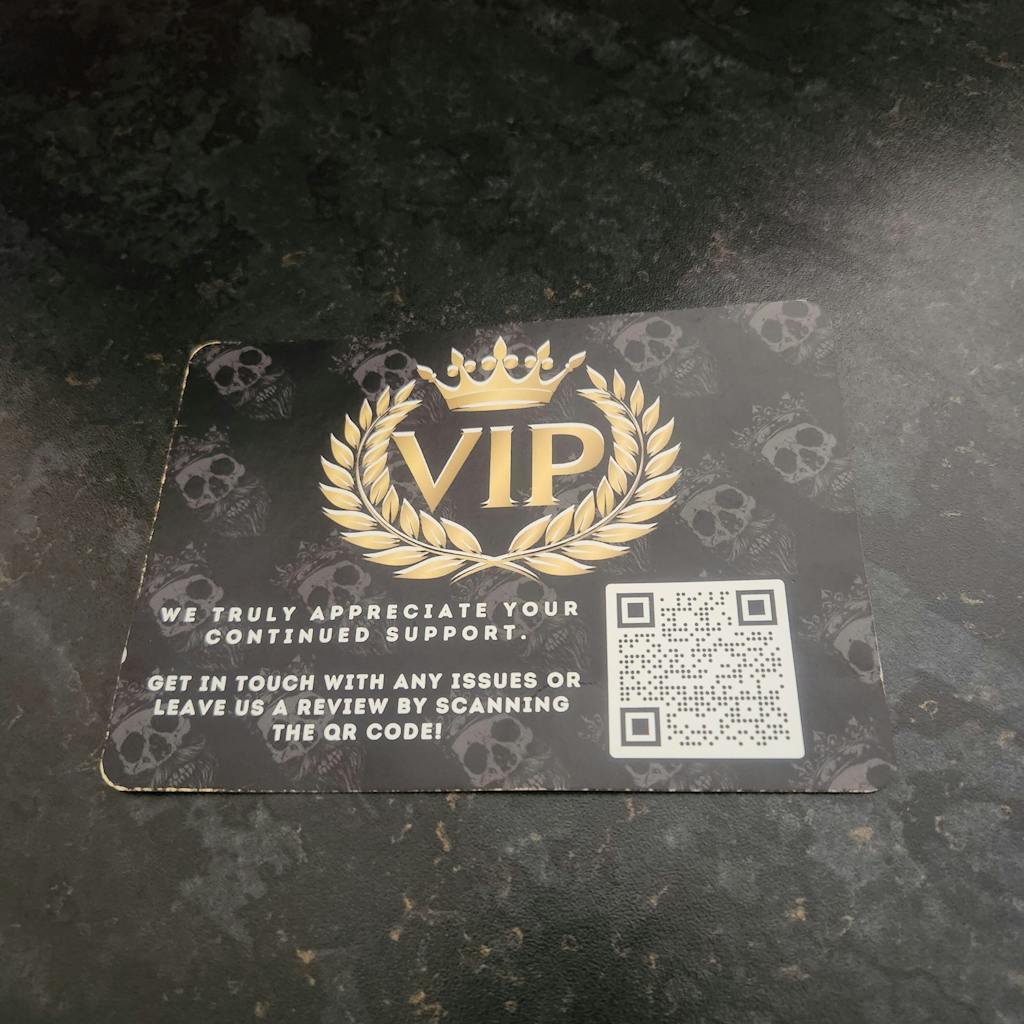 VIP
WE TRULY APPRECIATE YOUR
CONTINUED SUPPORT.
GET IN TOUCH WITH ANY ISSUES OR
LEAVE US A REVIEW BY SCANNING
THE QR CODE!